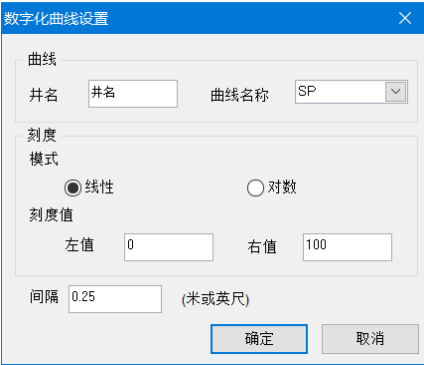 数字化曲线设置
曲线
井名 井名 曲线名称 SP
刻度
模式
线性 对数
刻度值
左值 0 右值 100
间隔 0.25 (米或英尺)
确定 取消